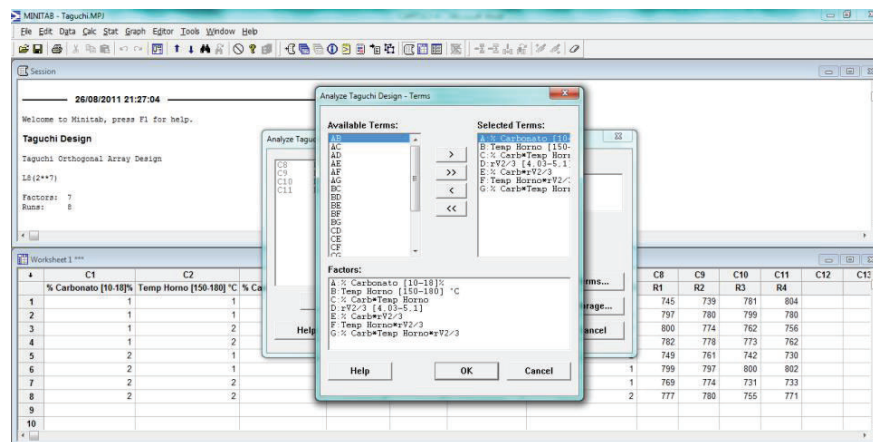 MINITAB - Taguchi.MPJ
File Edit Data Calc Stat Graph Editor Tools Window Help
Session
26/08/2011 21:27:04
Welcome to Minitab, press F1 for help.
Taguchi Design
Taguchi Orthogonal Array Design
L8(2**7)
Factors: 7
Runs: 8
Analyze Tague
C8
C9
C10
C11
Help
rms...
rage...
ancel
Analyze Taguchi Design - Terms
Available Terms:
AB
AC
AD
AE
AF
AG
BC
BD
BE
BF
BG
CD
CE
CF
CG
>
>>
<
<<
Selected Terms:
A:% Carbonato [10-
B:Temp Horno [150-
C:% Carb*Temp Horn
D:rV2/3 [4.03-5.1]
E:% Carb*rV2/3
F:Temp Horno*rV2/3
G:% Carb*Temp Horn
Factors:
A:% Carbonato [10-18]%
B:Temp Horno [150-180] °C
C:% Carb*Temp Horno
D:rV2/3 [4.03-5.1]
E:% Carb*rV2/3
F:Temp Horno*rV2/3
G:% Carb*Temp Horno*rV2/3
Help OK Cancel
Worksheet 1 ***
C1 C2 C8 C9 C10 C11 C12 C13
% Carbonato [10-18]% Temp Horno [150-180] °C % Ca R1 R2 R3 R4
1 1 1 745 739 781 804
2 1 1 797 780 799 780
3 1 2 800 774 762 756
4 1 2 782 778 773 762
5 2 1 749 761 742 730
6 2 1 1 799 797 800 802
7 2 2 1 769 774 731 733
8 2 2 2 777 780 755 771
9
10